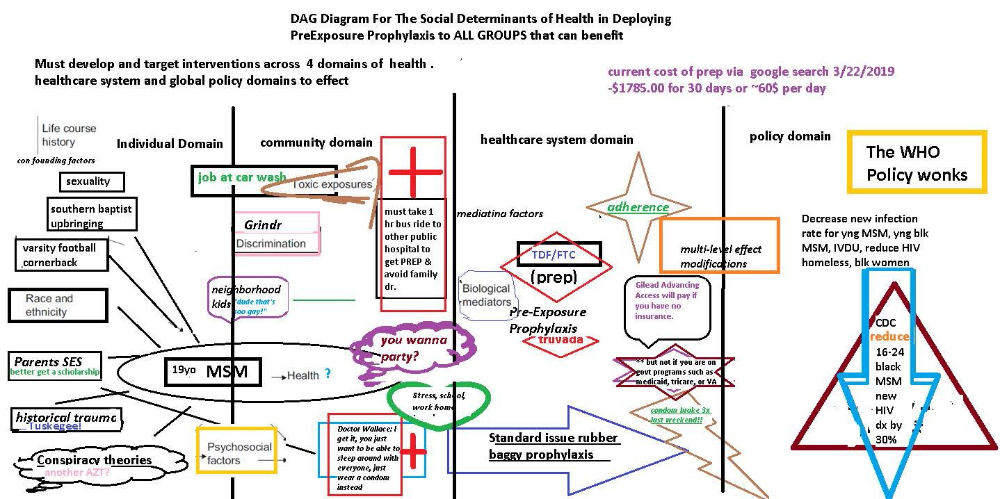 DAG Diagram For The Social Determinants of Health in Deploying
PreExposure Prophylaxis to ALL GROUPS that can benefit
Must develop and target interventions across 4 domains of health .
healthcare system and global policy domains to effect
current cost of prep via google search 3/22/2019
-$1785.00 for 30 days or ~60$ per day
Life course
history
con founding factors
Individual Domain
sexuality
southern baptist
upbringing
varsity football
cornerback
Race and
ethnicity
Parents SES
better get a scholarship
historical trauma
Tuskegee!
Conspiracy theories
another AZT?
community domain
job at car wash
Toxic exposures
Grindr
Discrimination
neighborhood
kids "dude that's
soo gay!"
19yo MSM
Health ?
Psychosocial
factors
must take 1
hr bus ride to
other public
hospital to
get PREP &
avoid family
dr.
you wanna
party?
Stress, school,
work home
Doctor Wallace: I
get it, you just
want to be able to
sleep around with
everyone, just
wear a condom
instead
healthcare system domain
mediating factors
adherence
TDF/FTC
(prep)
Biological
mediators
Pre-Exposure
Prophylaxis
truvada
Gilead Advancing
Access will pay if
you have no
insurance.
** but not if you are on
govt programs such as
medicaid, tricare, or VA
condom broke 3x
last weekend!!
Standard issue rubber
baggy prophylaxis
multi-level effect
modifications
policy domain
The WHO
Policy wonks
Decrease new infection
rate for yng MSM, yng blk
MSM, IVDU, reduce HIV
homeless, blk women
CDC
reduce
16-24
black
MSM
new
HIV
dx by
30%